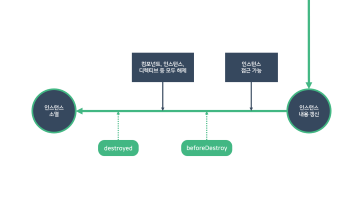 컴포넌트, 인스턴스,
디렉티브 등 모두 해제
인스턴스
접근 가능
인스턴스
소멸
인스턴스
내용 갱신
destroyed
beforeDestroy